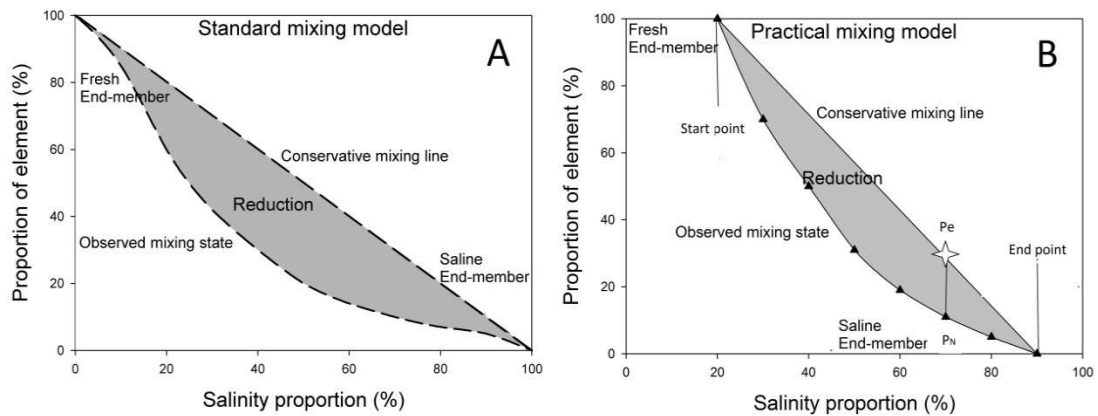 Standard mixing model
A
100
80
60
40
20
0
Proportion of element (%)
Fresh
End-member
Conservative mixing line
Reduction
Observed mixing state
Saline
End-member
0 20 40 60 80 100
Salinity proportion (%)
Practical mixing model
B
100
80
60
40
20
0
Proportion of element (%)
Fresh
End-member
Start point
Conservative mixing line
Reduction
Observed mixing state
Pe
End point
Saline
End-member
PN
0 20 40 60 80 100
Salinity proportion (%)